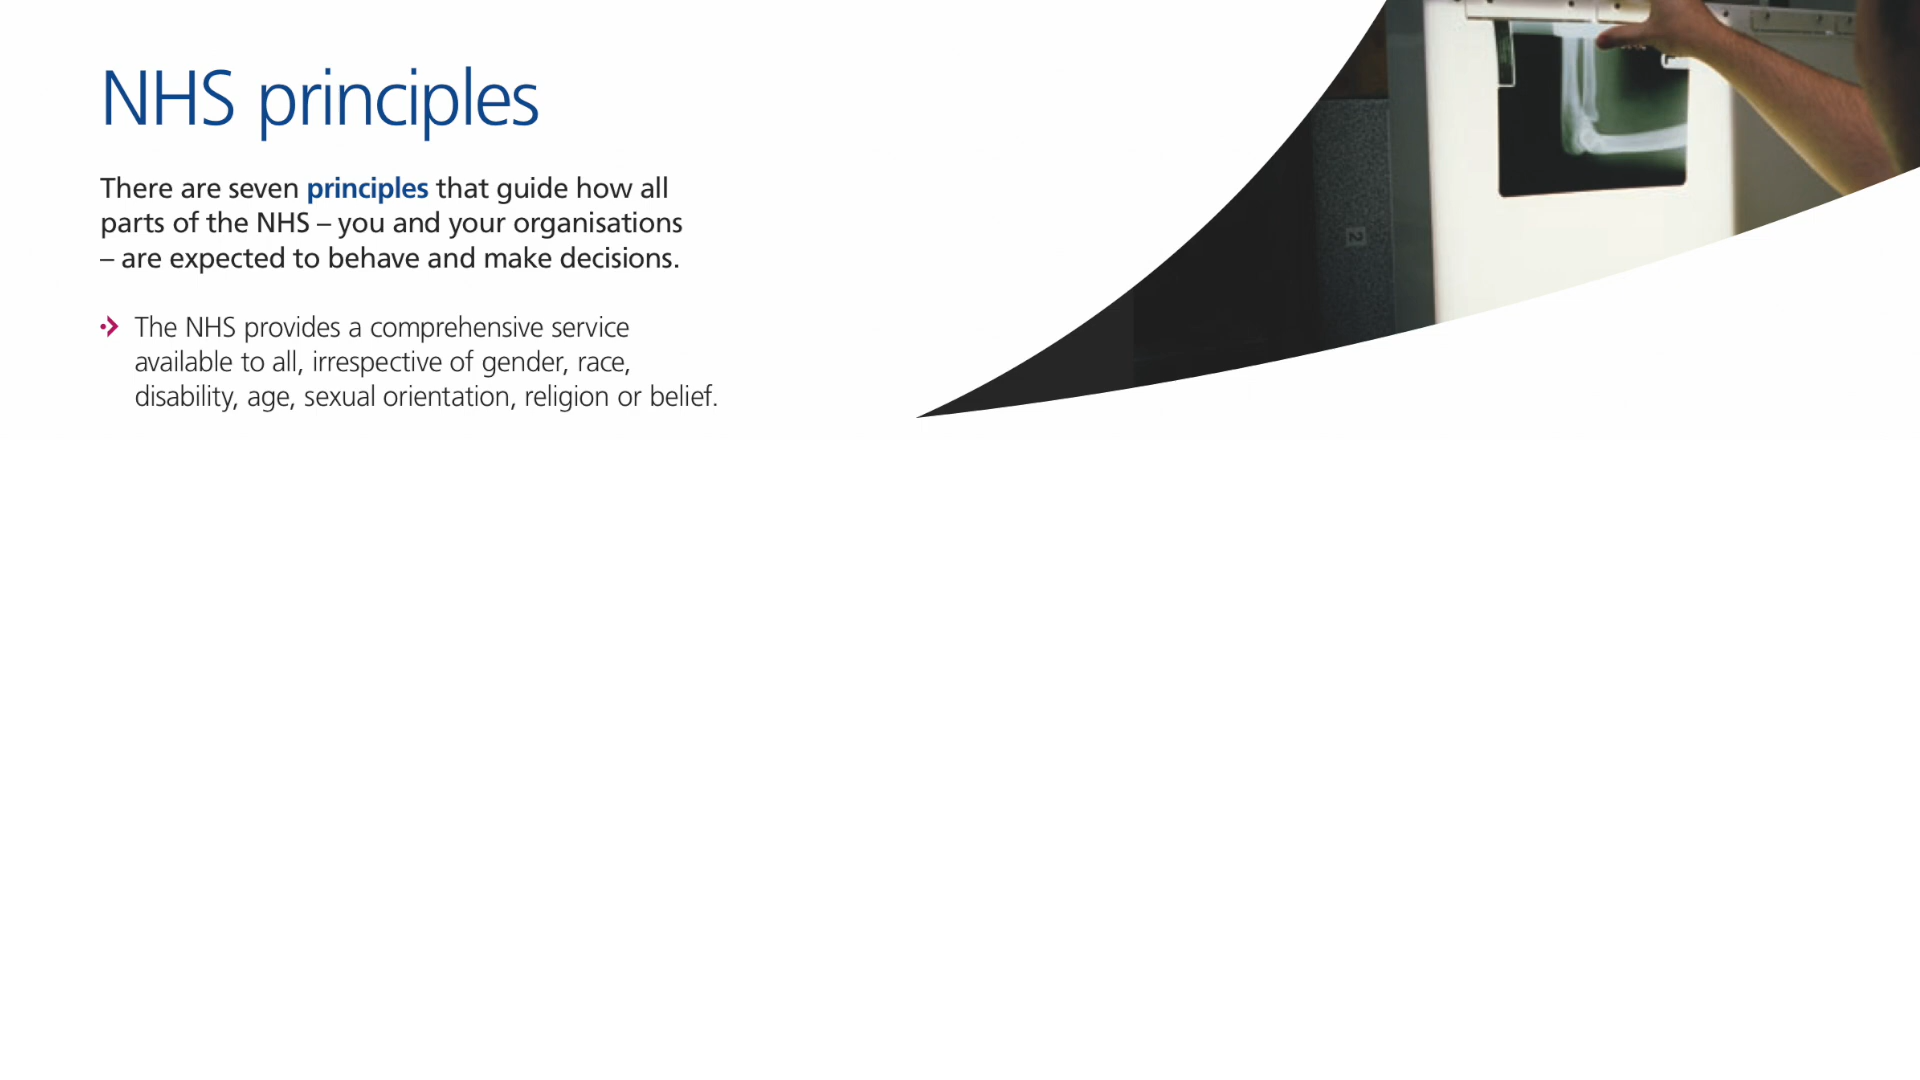 NHS principles
There are seven principles that guide how all
parts of the NHS – you and your organisations
– are expected to behave and make decisions.
The NHS provides a comprehensive service
available to all, irrespective of gender, race,
disability, age, sexual orientation, religion or belief.
2